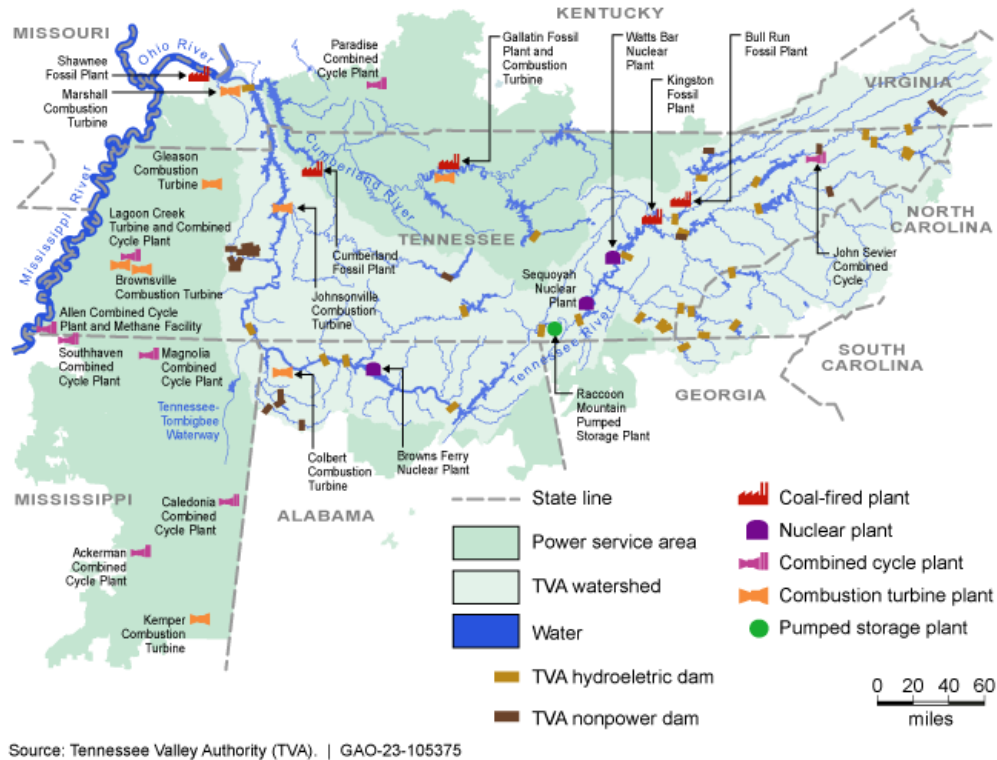 KENTUCKY
MISSOURI
Ohio River
Shawnee
Fossil Plant
Marshall
Combustion
Turbine
Paradise
Combined
Cycle Plant
Gallatin Fossil
Plant and
Combustion
Turbine
Watts Bar
Nuclear
Plant
Kingston
Fossil
Plant
Bull Run
Fossil Plant
VIRGINIA
Mississippi River
Gleason
Combustion
Turbine
Cumberland River
Lagoon Creek
Turbine and Combined
Cycle Plant
Brownsville
Combustion Turbine
TENNESSEE
Cumberland
Fossil Plant
Johnsonville
Combustion
Turbine
Sequoyah
Nuclear
Plant
NORTH
CAROLINA
John Sevier
Combined
Cycle
Allen Combined Cycle
Plant and Methane Facility
Southhaven
Combined
Cycle Plant
Magnolia
Combined
Cycle Plant
Tennessee River
SOUTH
CAROLINA
GEORGIA
Tennessee-
Tombigbee
Waterway
Raccoon
Mountain
Pumped
Storage Plant
Colbert
Combustion
Turbine
Browns Ferry
Nuclear Plant
MISSISSIPPI
ALABAMA
Caledonia
Combined
Cycle Plant
Ackerman
Combined
Cycle Plant
Kemper
Combustion
Turbine
State line
Power service area
TVA watershed
Water
TVA hydroeletric dam
TVA nonpower dam
Coal-fired plant
Nuclear plant
Combined cycle plant
Combustion turbine plant
Pumped storage plant
0 20 40 60
miles
Source: Tennessee Valley Authority (TVA). | GAO-23-105375